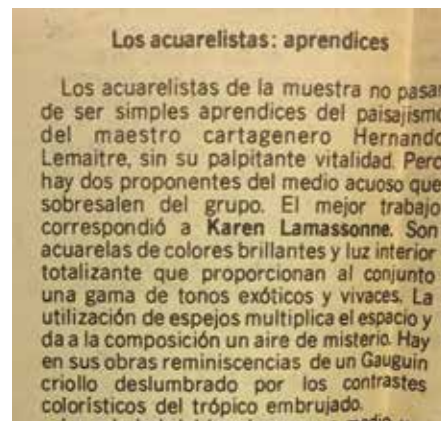 Los acuarelistas: aprendices
Los acuarelistas de la muestra no pasan
de ser simples aprendices del paisajismo
del maestro cartagenero Hernando
Lemaitre, sin su palpitante vitalidad. Pero
hay dos proponentes del medio acuoso que
sobresalen del grupo. El mejor trabajo
correspondió a Karen Lamassonne. Son
acuarelas de colores brillantes y luz interior
totalizante que proporcionan al conjunto
una gama de tonos exóticos y vivaces. La
utilización de espejos multiplica el espacio y
da a la composición un aire de misterio. Hay
en sus obras reminiscencias de un Gauguin
criollo deslumbrado por los contrastes
colorísticos del trópico embrujado.